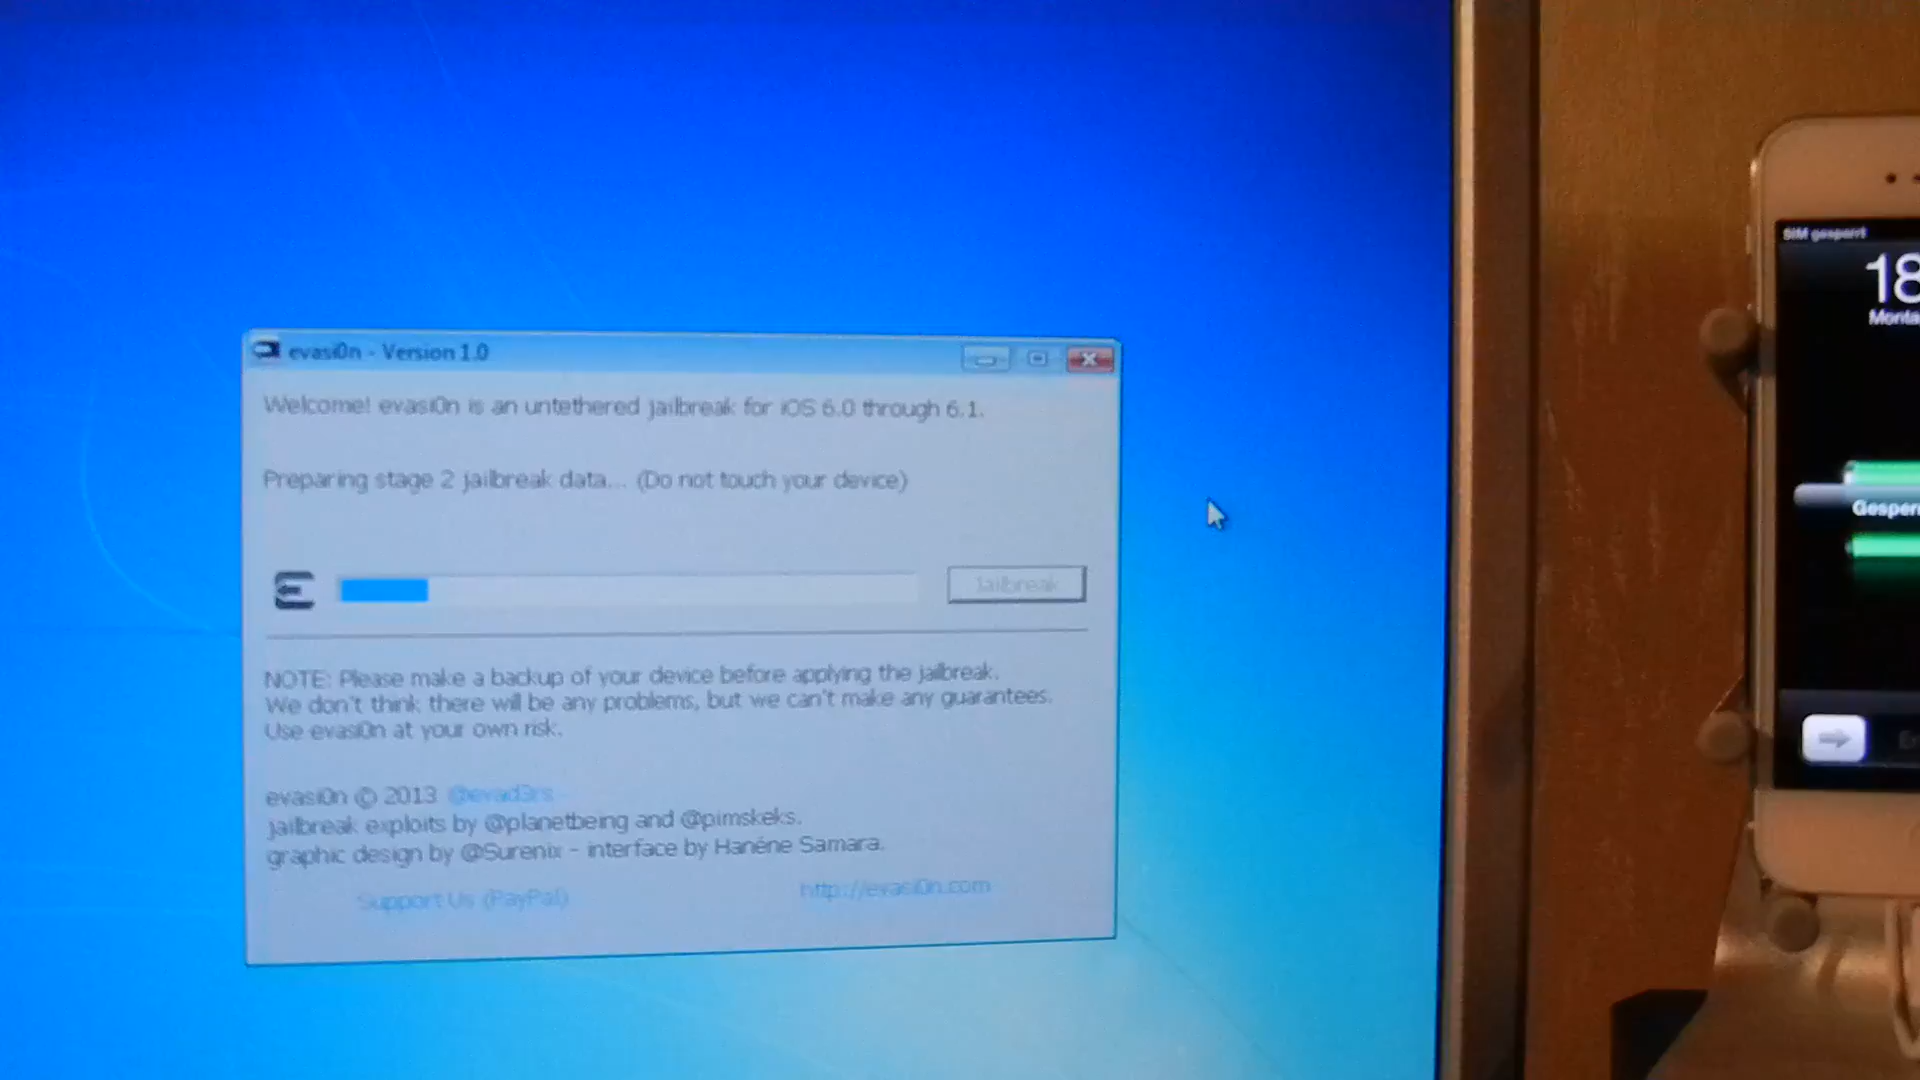 evasi0n - Version 1.0
Welcome! evasi0n is an untethered jailbreak for iOS 6.0 through 6.1.
Preparing stage 2 jailbreak data... (Do not touch your device)
Jailbreak
NOTE: Please make a backup of your device before applying the jailbreak.
We don't think there will be any problems, but we can't make any guarantees.
Use evasi0n at your own risk.
evasi0n © 2013 @evad3rs
jailbreak exploits by @planetbeing and @pimskeks.
graphic design by @Surenix - interface by Hanéne Samara.
Support Us (PayPal)
http://evasi0n.com
SIM gesperrt
18
Monta
Gesperr